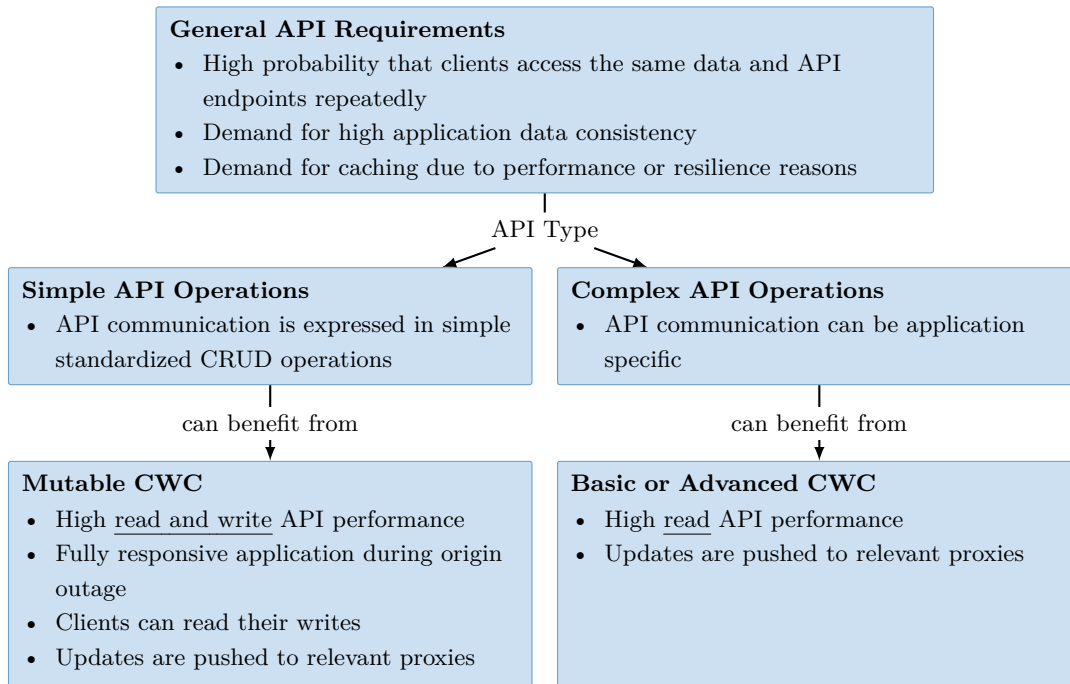 General API Requirements
• High probability that clients access the same data and API
endpoints repeatedly
• Demand for high application data consistency
• Demand for caching due to performance or resilience reasons
API Type
Simple API Operations
• API communication is expressed in simple
standardized CRUD operations
Complex API Operations
• API communication can be application
specific
can benefit from
can benefit from
Mutable CWC
• High read and write API performance
• Fully responsive application during origin
outage
• Clients can read their writes
• Updates are pushed to relevant proxies
Basic or Advanced CWC
• High read API performance
• Updates are pushed to relevant proxies